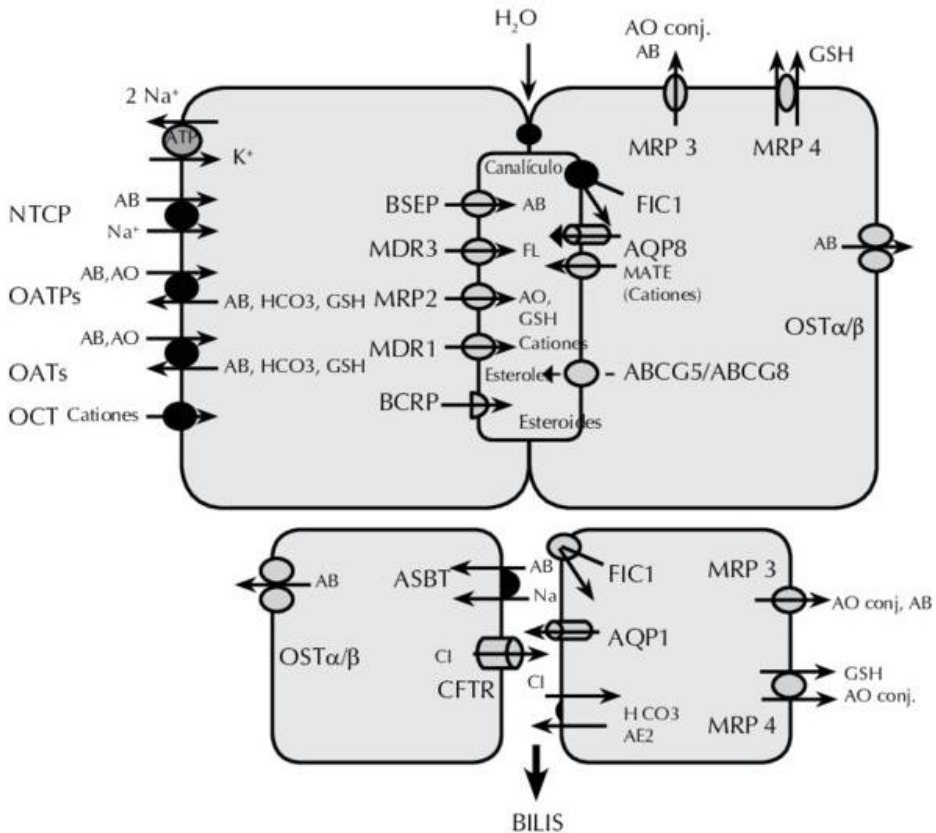 H₂O
AO conj.
AB
GSH
2 Na⁺
ATP
K⁺
MRP 3
MRP 4
Canalículo
NTCP
AB
Na⁺
BSEP
AB
FIC1
MDR3
FL
AQP8
MATE
(Cationes)
AB
OATPs
AB,AO
AB, HCO3, GSH
MRP2
AO,
GSH
OSTα/β
OATs
AB,AO
AB, HCO3, GSH
MDR1
Cationes
Esterole
ABCG5/ABCG8
OCT Cationes
BCRP
Esteroides
AB
OSTα/β
ASBT
AB
Na
FIC1
MRP 3
AO conj, AB
CI
CFTR
AQP1
CI
H CO3
AE2
GSH
AO conj.
MRP 4
BILIS